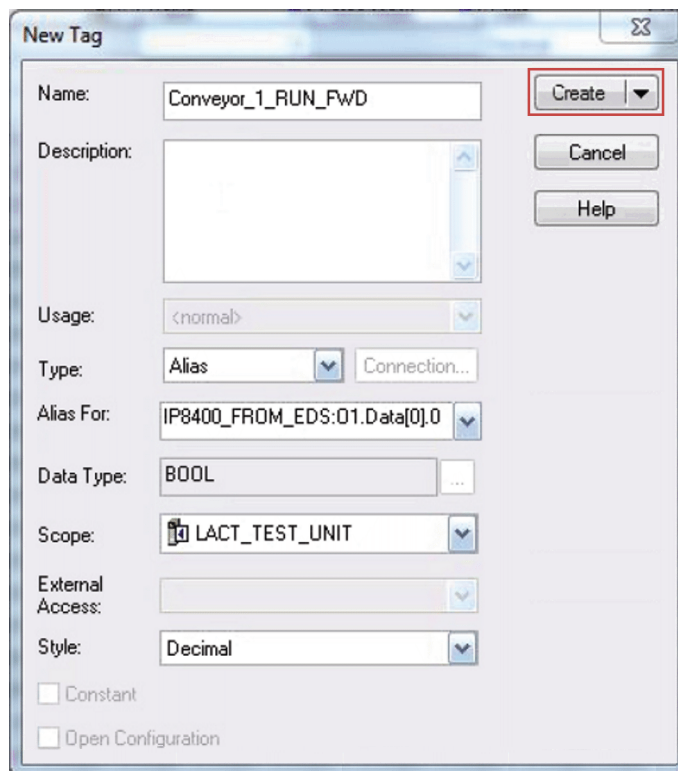 New Tag
Name: Conveyor_1_RUN_FWD Create
Description: Cancel
Help
Usage: <normal>
Type: Alias Connection...
Alias For: IP8400_FROM_EDS:O1.Data[0].0
Data Type: BOOL ...
Scope: LACT_TEST_UNIT
External
Access:
Style: Decimal
Constant
Open Configuration